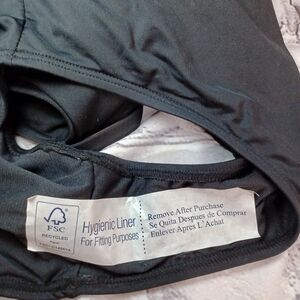 FSC
RECYCLED
Hygienic Liner
For Fitting Purposes
Remove After Purchase
Se Quita Despues de Comprar
Enlever Apres L'Achat